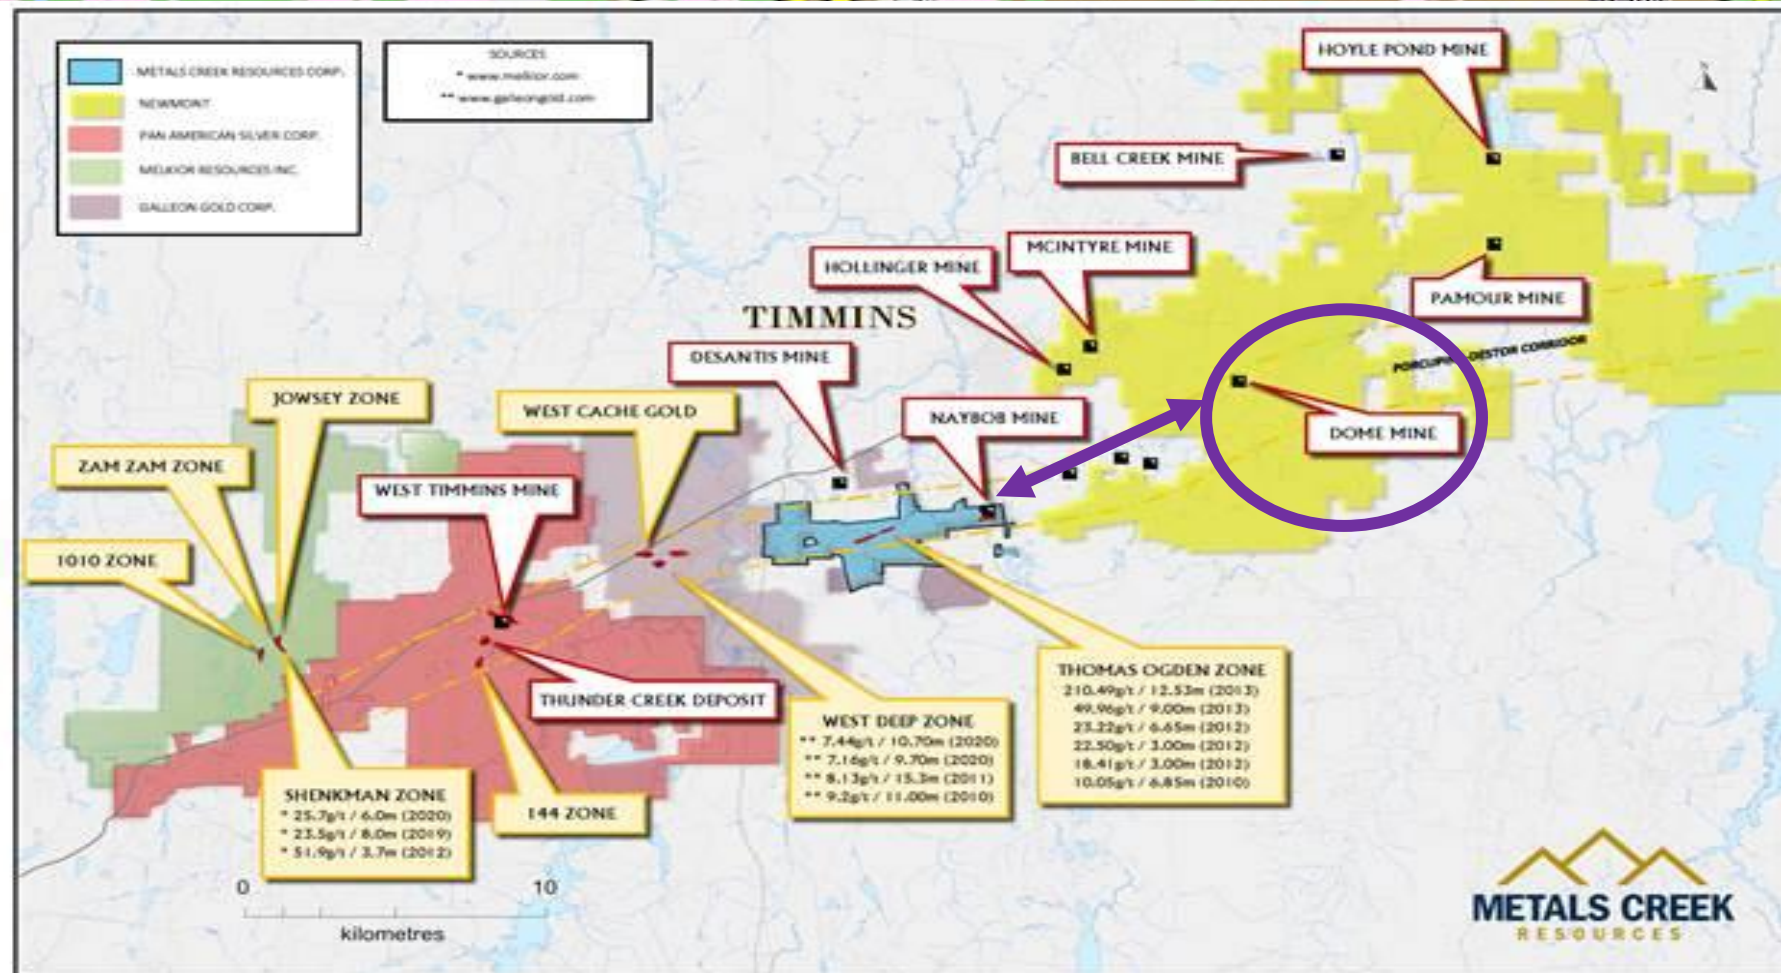 METALS CREEK RESOURCES CORP.
NEWMONT
PAN AMERICAN SILVER CORP.
MELKIOR RESOURCES INC.
GALLEON GOLD CORP.
SOURCES
* www.melkior.com
** www.galleongold.com
HOYLE POND MINE
BELL CREEK MINE
MCINTYRE MINE
HOLLINGER MINE
PAMOUR MINE
TIMMINS
DESANTIS MINE
DESTOR CORRIDOR
JOWSEY ZONE
WEST CACHE GOLD
NAYBOB MINE
DOME MINE
ZAM ZAM ZONE
WEST TIMMINS MINE
1010 ZONE
THUNDER CREEK DEPOSIT
THOMAS OGDEN ZONE
210.49g/t / 12.53m (2013)
49.96g/t / 9.00m (2013)
23.22g/t / 6.65m (2012)
22.50g/t / 3.00m (2012)
18.41g/t / 3.00m (2012)
10.05g/t / 6.85m (2010)
WEST DEEP ZONE
** 7.44g/t / 10.70m (2020)
** 7.16g/t / 9.70m (2020)
** 8.13g/t / 15.3m (2011)
** 9.2g/t / 11.00m (2010)
SHENKMAN ZONE
* 25.7g/t / 6.0m (2020)
* 23.5g/t / 8.0m (2019)
* 51.9g/t / 3.7m (2012)
144 ZONE
0 10
kilometres
METALS CREEK
RESOURCES